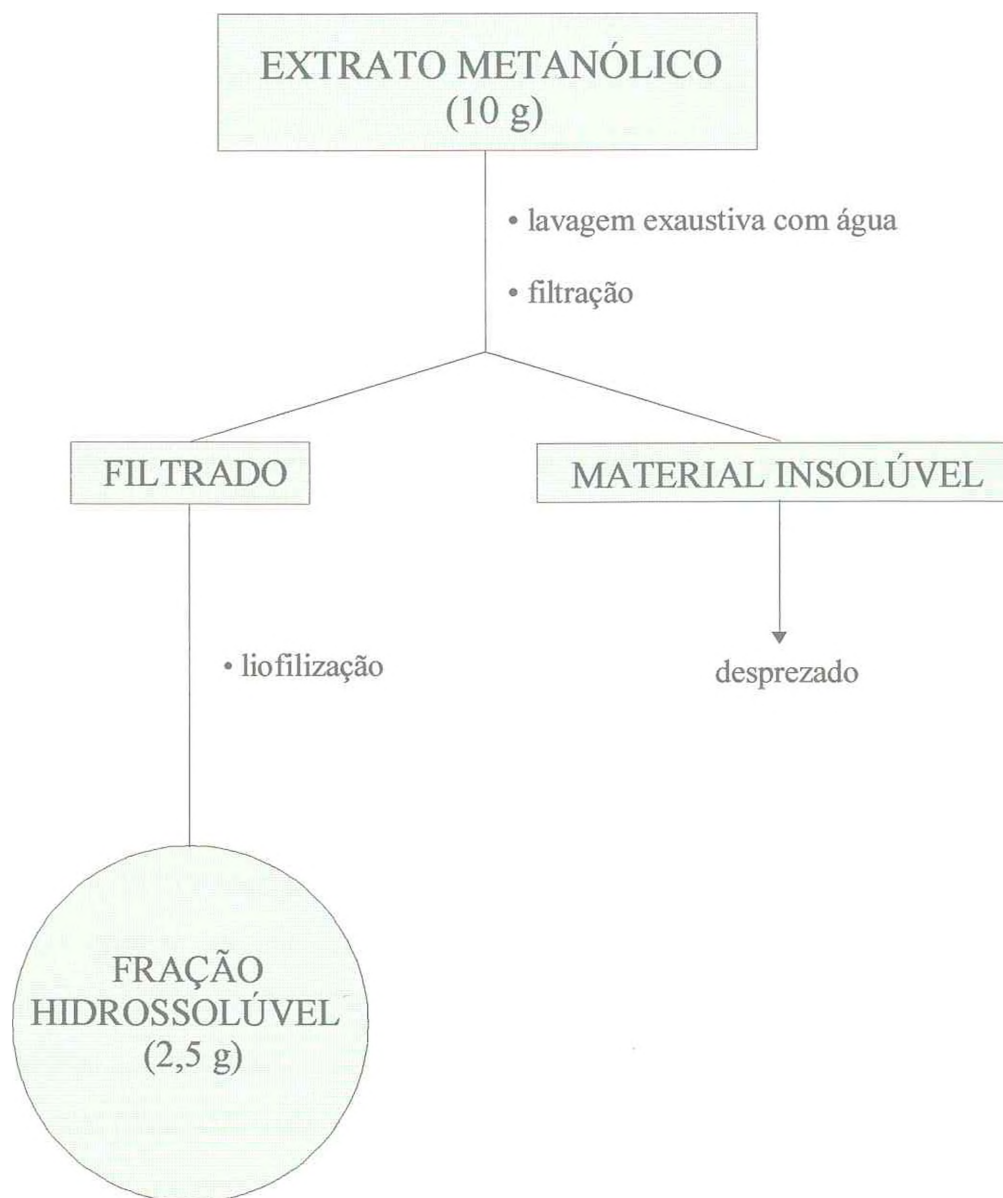 EXTRATO METANÓLICO
(10 g)
• lavagem exaustiva com água
• filtração
FILTRADO
MATERIAL INSOLÚVEL
• liofilização
desprezado
FRAÇÃO
HIDROSSOLÚVEL
(2,5 g)